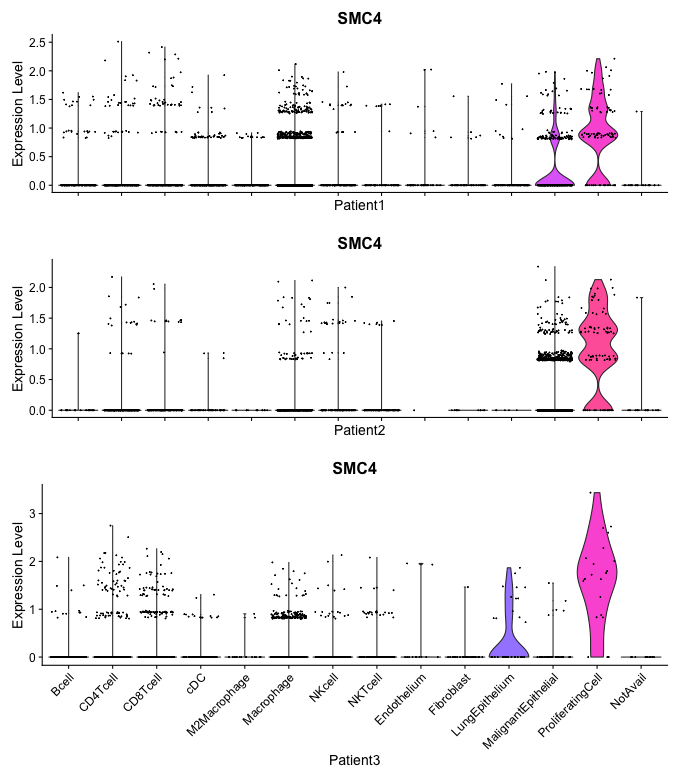 SMC4
Expression Level
2.5
2.0
1.5
1.0
0.5
0.0
Patient1
SMC4
Expression Level
2.0
1.5
1.0
0.5
0.0
Patient2
SMC4
Expression Level
3
2
1
0
Bcell
CD4Tcell
CD8Tcell
cDC
M2Macrophage
Macrophage
NKcell
NKTcell
Endothelium
Fibroblast
LungEpithelium
MalignantEpithelial
ProliferatingCell
NotAvail
Patient3